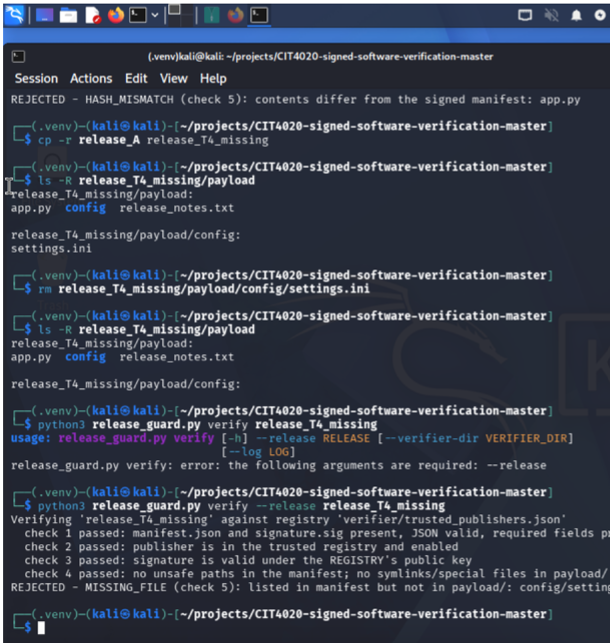 (.venv)kali@kali: ~/projects/CIT4020-signed-software-verification-master
Session Actions Edit View Help
REJECTED - HASH_MISMATCH (check 5): contents differ from the signed manifest: app.py
┌──(.venv)─(kali㉿kali)-[~/projects/CIT4020-signed-software-verification-master]
└─$ cp -r release_A release_T4_missing
┌──(.venv)─(kali㉿kali)-[~/projects/CIT4020-signed-software-verification-master]
└─$ ls -R release_T4_missing/payload
release_T4_missing/payload:
app.py config release_notes.txt
release_T4_missing/payload/config:
settings.ini
┌──(.venv)─(kali㉿kali)-[~/projects/CIT4020-signed-software-verification-master]
└─$ rm release_T4_missing/payload/config/settings.ini
┌──(.venv)─(kali㉿kali)-[~/projects/CIT4020-signed-software-verification-master]
└─$ ls -R release_T4_missing/payload
release_T4_missing/payload:
app.py config release_notes.txt
release_T4_missing/payload/config:
┌──(.venv)─(kali㉿kali)-[~/projects/CIT4020-signed-software-verification-master]
└─$ python3 release_guard.py verify release_T4_missing
usage: release_guard.py verify [-h] --release RELEASE [--verifier-dir VERIFIER_DIR]
[--log LOG]
release_guard.py verify: error: the following arguments are required: --release
┌──(.venv)─(kali㉿kali)-[~/projects/CIT4020-signed-software-verification-master]
└─$ python3 release_guard.py verify --release release_T4_missing
Verifying 'release_T4_missing' against registry 'verifier/trusted_publishers.json'
check 1 passed: manifest.json and signature.sig present, JSON valid, required fields
check 2 passed: publisher is in the trusted registry and enabled
check 3 passed: signature is valid under the REGISTRY's public key
check 4 passed: no unsafe paths in the manifest; no symlinks/special files in payload/
REJECTED - MISSING_FILE (check 5): listed in manifest but not in payload/: config/settin
┌──(.venv)─(kali㉿kali)-[~/projects/CIT4020-signed-software-verification-master]
└─$